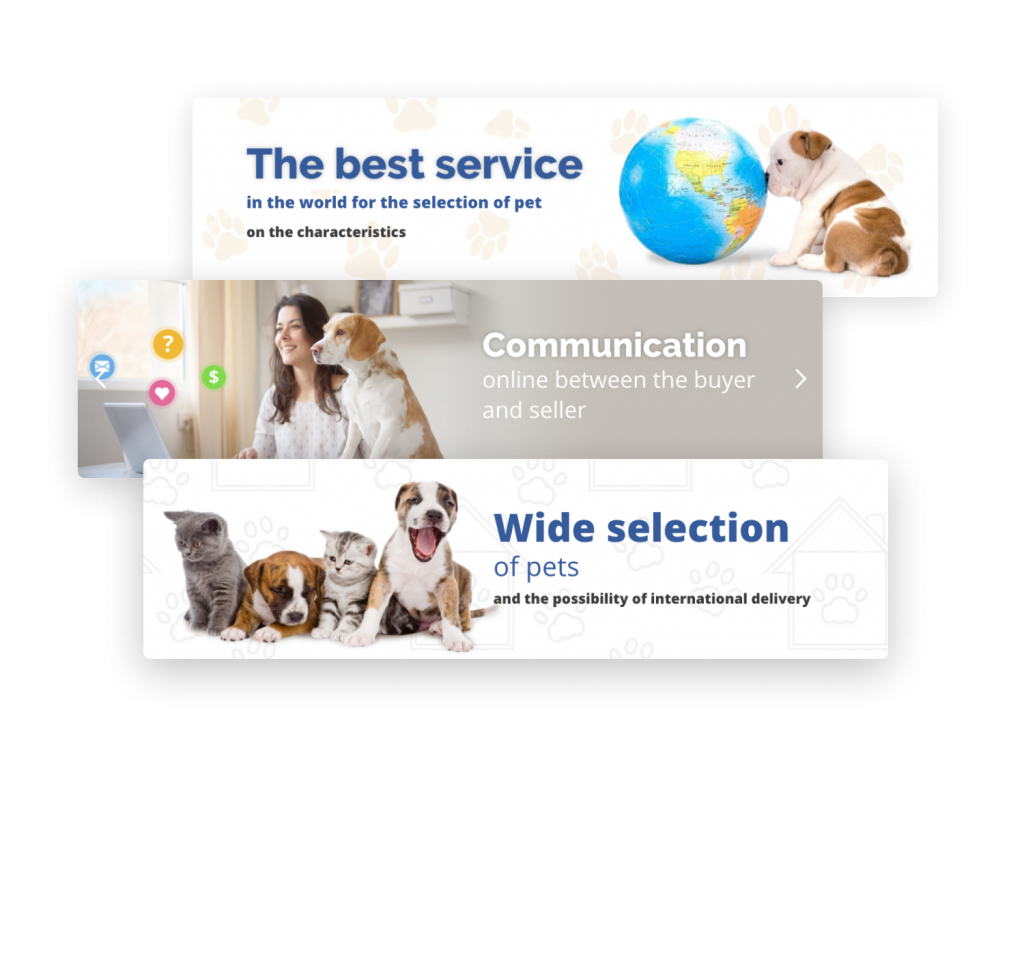 The best service
in the world for the selection of pet
on the characteristics
?
$
Communication
online between the buyer
and seller
Wide selection
of pets
and the possibility of international delivery